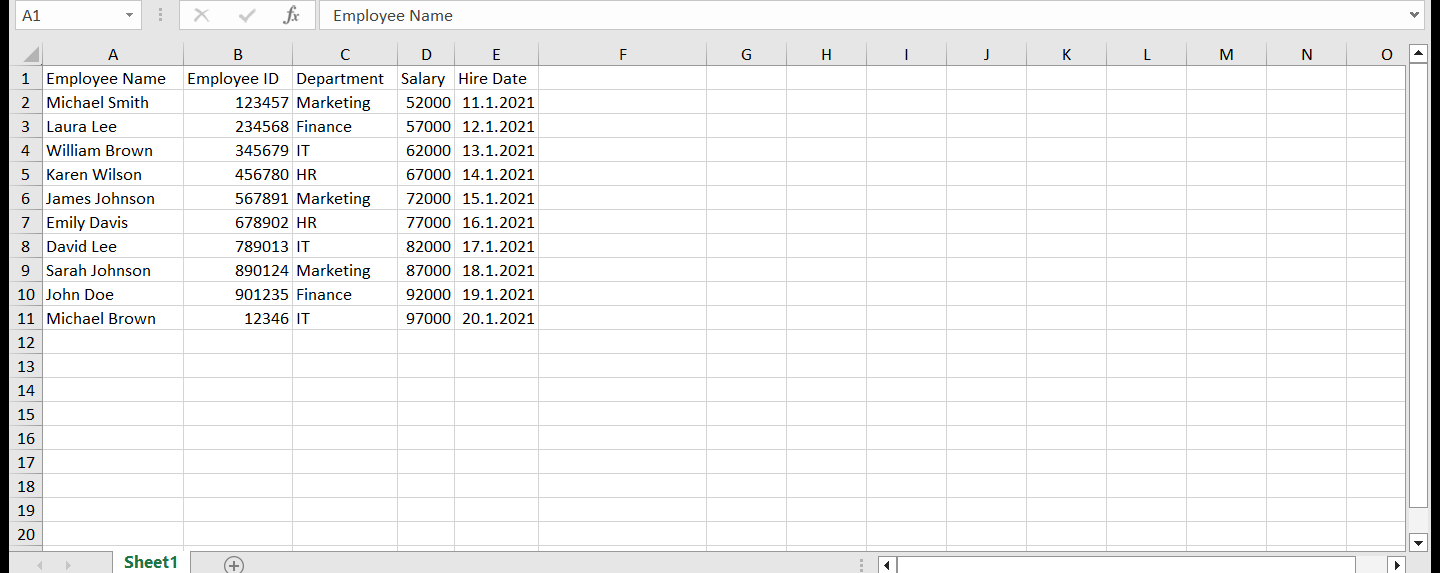 A1 fx Employee Name
A B C D E F G H I J K L M N O
1 Employee Name Employee ID Department Salary Hire Date
2 Michael Smith 123457 Marketing 52000 11.1.2021
3 Laura Lee 234568 Finance 57000 12.1.2021
4 William Brown 345679 IT 62000 13.1.2021
5 Karen Wilson 456780 HR 67000 14.1.2021
6 James Johnson 567891 Marketing 72000 15.1.2021
7 Emily Davis 678902 HR 77000 16.1.2021
8 David Lee 789013 IT 82000 17.1.2021
9 Sarah Johnson 890124 Marketing 87000 18.1.2021
10 John Doe 901235 Finance 92000 19.1.2021
11 Michael Brown 12346 IT 97000 20.1.2021
12
13
14
15
16
17
18
19
20
Sheet1